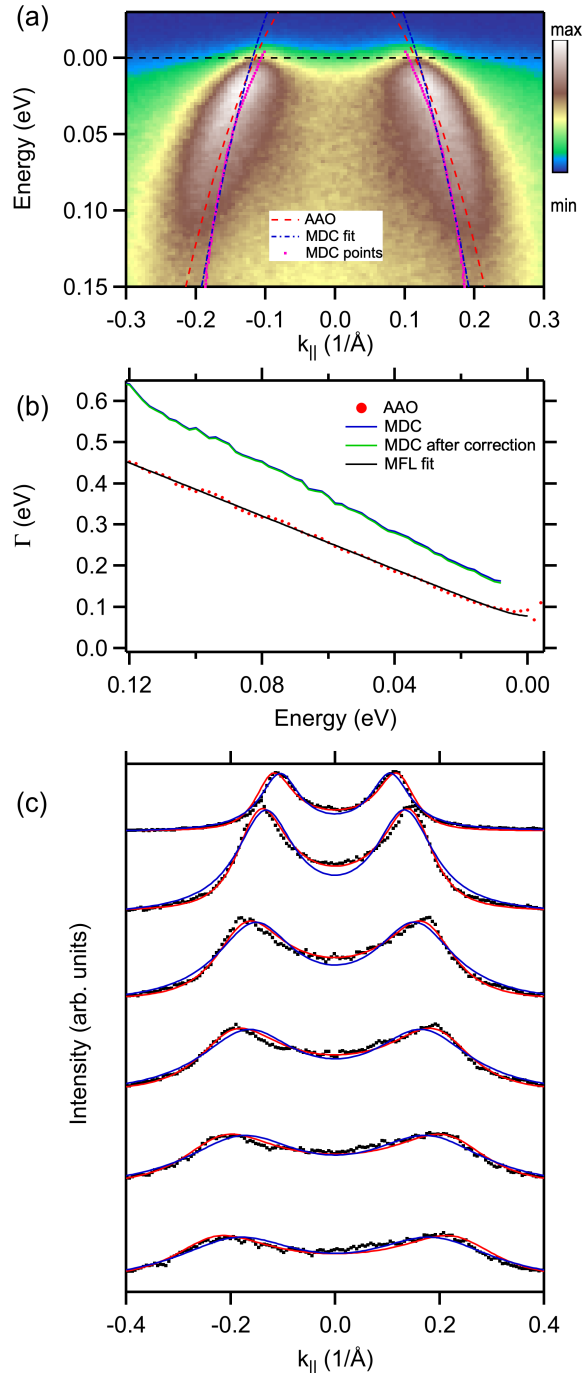 (a)
Energy (eV)
0.00
0.05
0.10
0.15
AAO
MDC fit
MDC points
max
min
-0.3 -0.2 -0.1 0.0 0.1 0.2 0.3
k|| (1/Å)
(b)
Γ (eV)
0.6
0.5
0.4
0.3
0.2
0.1
0.0
AAO
MDC
MDC after correction
MFL fit
0.12 0.08 0.04 0.00
Energy (eV)
(c)
Intensity (arb. units)
-0.4 -0.2 0.0 0.2 0.4
k|| (1/Å)